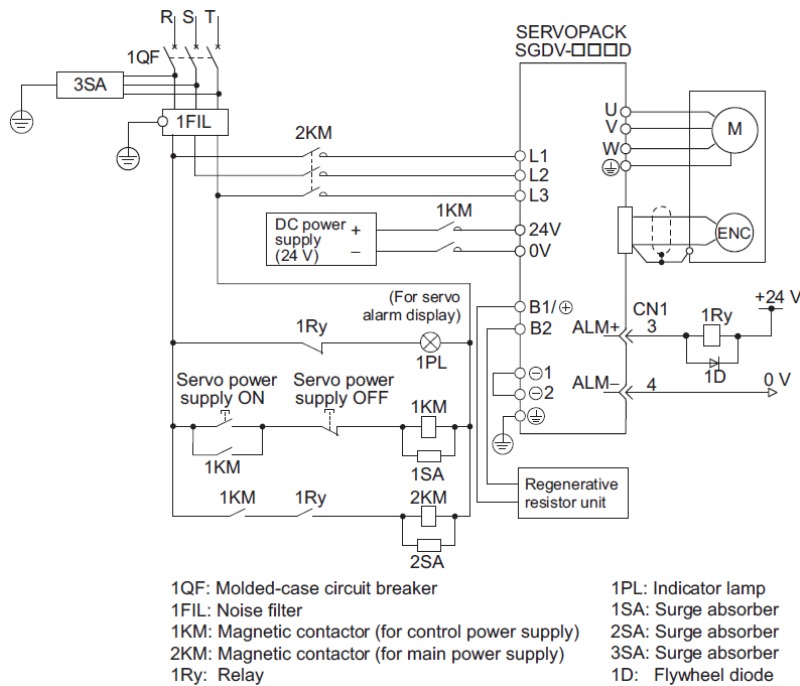 R S T
1QF
3SA
1FIL
2KM
SERVOPACK
SGDV-□□□D
L1
L2
L3
U
V
W
M
ENC
DC power
supply
(24 V)
+
−
1KM
24V
0V
B1/⊕
B2
⊖1
⊖2
CN1
ALM+ 3
ALM− 4
1Ry
1D
+24 V
0 V
(For servo
alarm display)
1Ry
1PL
Servo power
supply ON
Servo power
supply OFF
1KM
1KM
1SA
1KM
1Ry
2KM
2SA
Regenerative
resistor unit
1QF: Molded-case circuit breaker
1FIL: Noise filter
1KM: Magnetic contactor (for control power supply)
2KM: Magnetic contactor (for main power supply)
1Ry: Relay
1PL: Indicator lamp
1SA: Surge absorber
2SA: Surge absorber
3SA: Surge absorber
1D: Flywheel diode